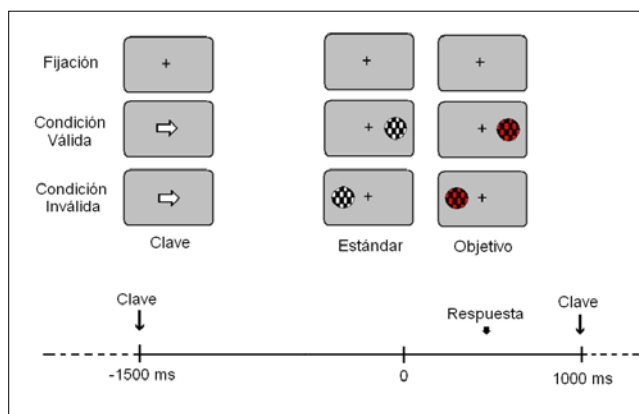 Fijación
Condición
Válida
Condición
Inválida
Clave
Estándar
Objetivo
Clave
Respuesta
Clave
-1500 ms
0
1000 ms